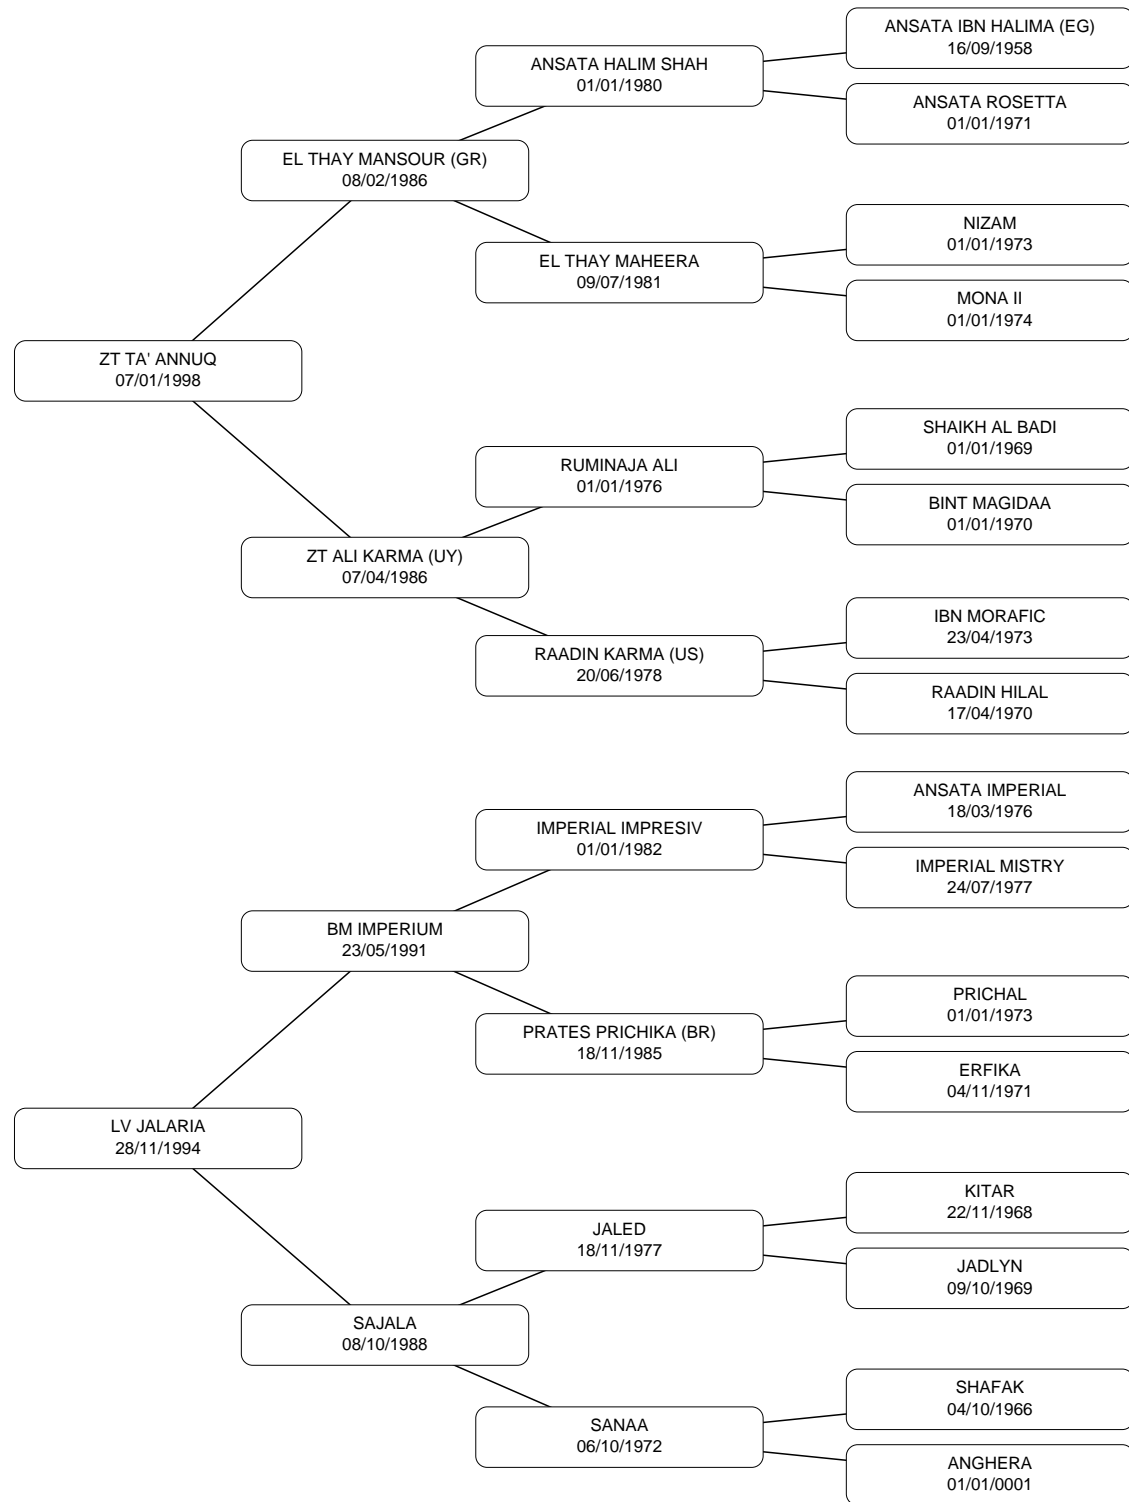 ANSATA IBN HALIMA (EG)
16/09/1958
ANSATA HALIM SHAH
01/01/1980
ANSATA ROSETTA
01/01/1971
EL THAY MANSOUR (GR)
08/02/1986
NIZAM
01/01/1973
EL THAY MAHEERA
09/07/1981
MONA II
01/01/1974
ZT TA' ANNUQ
07/01/1998
SHAIKH AL BADI
01/01/1969
RUMINAJA ALI
01/01/1976
BINT MAGIDAA
01/01/1970
ZT ALI KARMA (UY)
07/04/1986
IBN MORAFIC
23/04/1973
RAADIN KARMA (US)
20/06/1978
RAADIN HILAL
17/04/1970
ANSATA IMPERIAL
18/03/1976
IMPERIAL IMPRESIV
01/01/1982
IMPERIAL MISTRY
24/07/1977
BM IMPERIUM
23/05/1991
PRICHAL
01/01/1973
PRATES PRICHIKA (BR)
18/11/1985
ERFIKA
04/11/1971
LV JALARIA
28/11/1994
KITAR
22/11/1968
JALED
18/11/1977
JADLYN
09/10/1969
SAJALA
08/10/1988
SHAFAK
04/10/1966
SANAA
06/10/1972
ANGHERA
01/01/0001